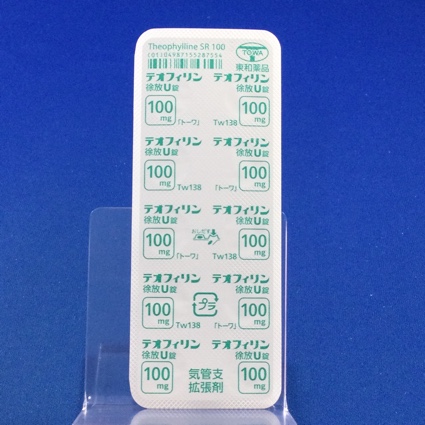 Theophylline SR 100
(01)04987155287554
TOWA
東和薬品
テオフィリン テオフィリン
徐放U錠 徐放U錠
100 mg 「トーワ」 Tw138 100 mg
テオフィリン テオフィリン
徐放U錠 徐放U錠
100 mg Tw138 「トーワ」 100 mg
テオフィリン テオフィリン
徐放U錠 おしだす 徐放U錠
100 mg 「トーワ」 Tw138 100 mg
テオフィリン テオフィリン
徐放U錠 プラ 徐放U錠
100 mg Tw138 「トーワ」 100 mg
テオフィリン テオフィリン
徐放U錠 徐放U錠
100 mg 気管支 100 mg
拡張剤